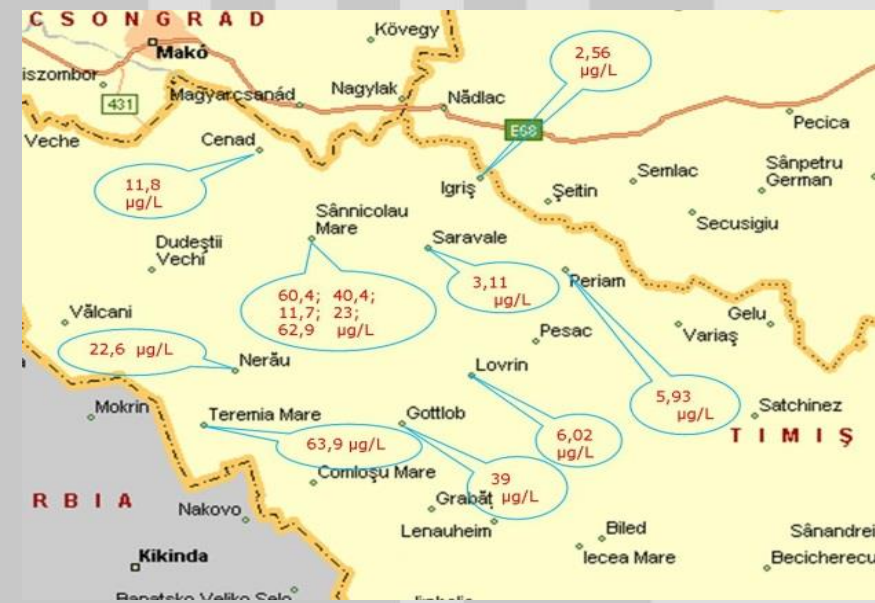 CSONGRAD
Kövegy
Makó
2,56
µg/L
431
Magyarcsanád
Nagylak
Nădlac
E68
Pecica
Veche
Cenad
11,8
µg/L
Igriş
Şeitin
Semlac
Sânpetru
German
Sânnicolau
Mare
Secusigiu
Dudeştii
Vechi
Saravale
60,4; 40,4;
11,7; 23;
62,9 µg/L
3,11
µg/L
Periam
Vălcani
Gelu
Variaş
Pesac
22,6 µg/L
Nerău
Lovrin
5,93
µg/L
Mokrin
Teremia Mare
Gottlob
Satchinez
63,9 µg/L
6,02
µg/L
TIMIŞ
Comloşu Mare
39
µg/L
RBIA
Nakovo
Grabăţ
Lenauheim
Biled
Iecea Mare
Sânandrei
Kikinda
Becicherecu